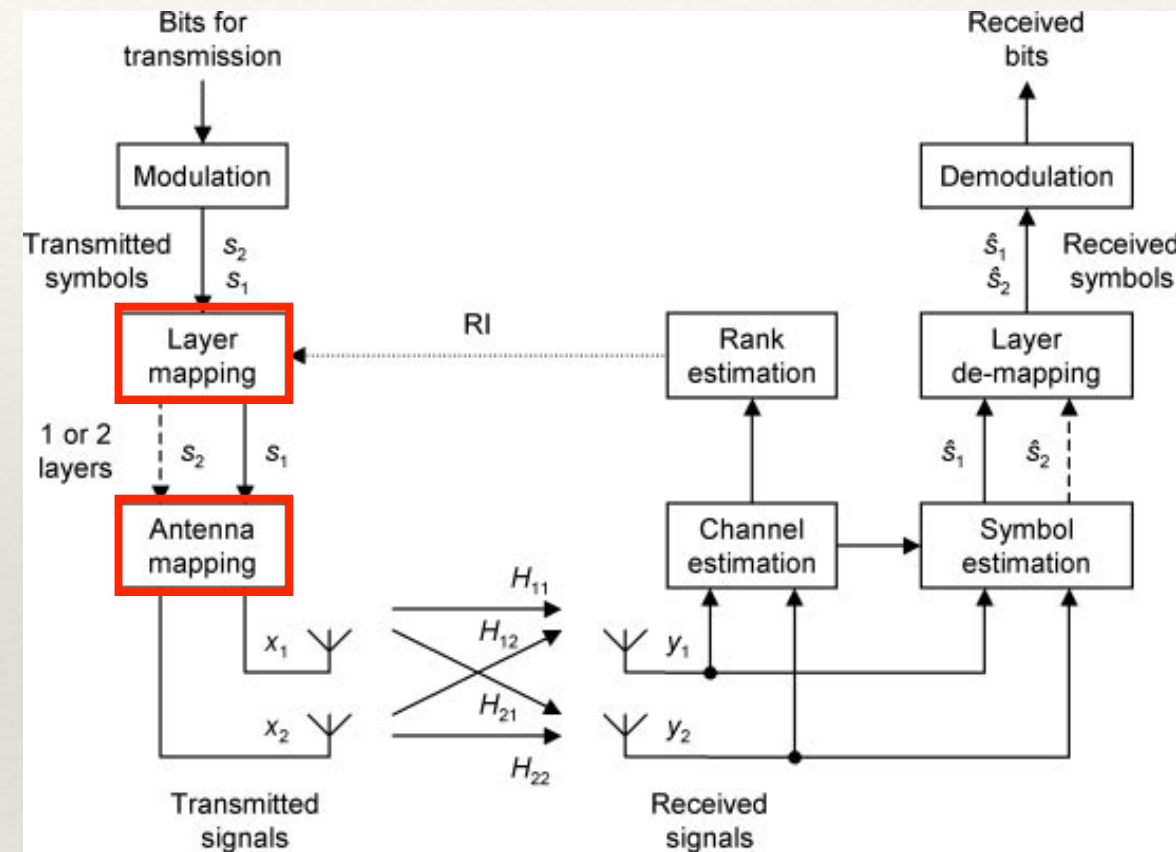 Bits for
transmission
Received
bits
Modulation
Demodulation
Transmitted
symbols
s₂
s₁
ŝ₁
ŝ₂
Received
symbols
Layer
mapping
RI
Rank
estimation
Layer
de-mapping
1 or 2
layers
s₂
s₁
ŝ₁
ŝ₂
Antenna
mapping
Channel
estimation
Symbol
estimation
H₁₁
H₁₂
H₂₁
H₂₂
x₁
y₁
x₂
y₂
Transmitted
signals
Received
signals